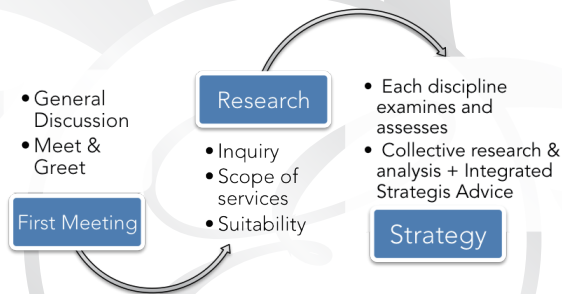 • General
Discussion
• Meet &
Greet
First Meeting
Research
• Inquiry
• Scope of
services
• Suitability
• Each discipline
examines and
assesses
• Collective research &
analysis + Integrated
Strategis Advice
Strategy